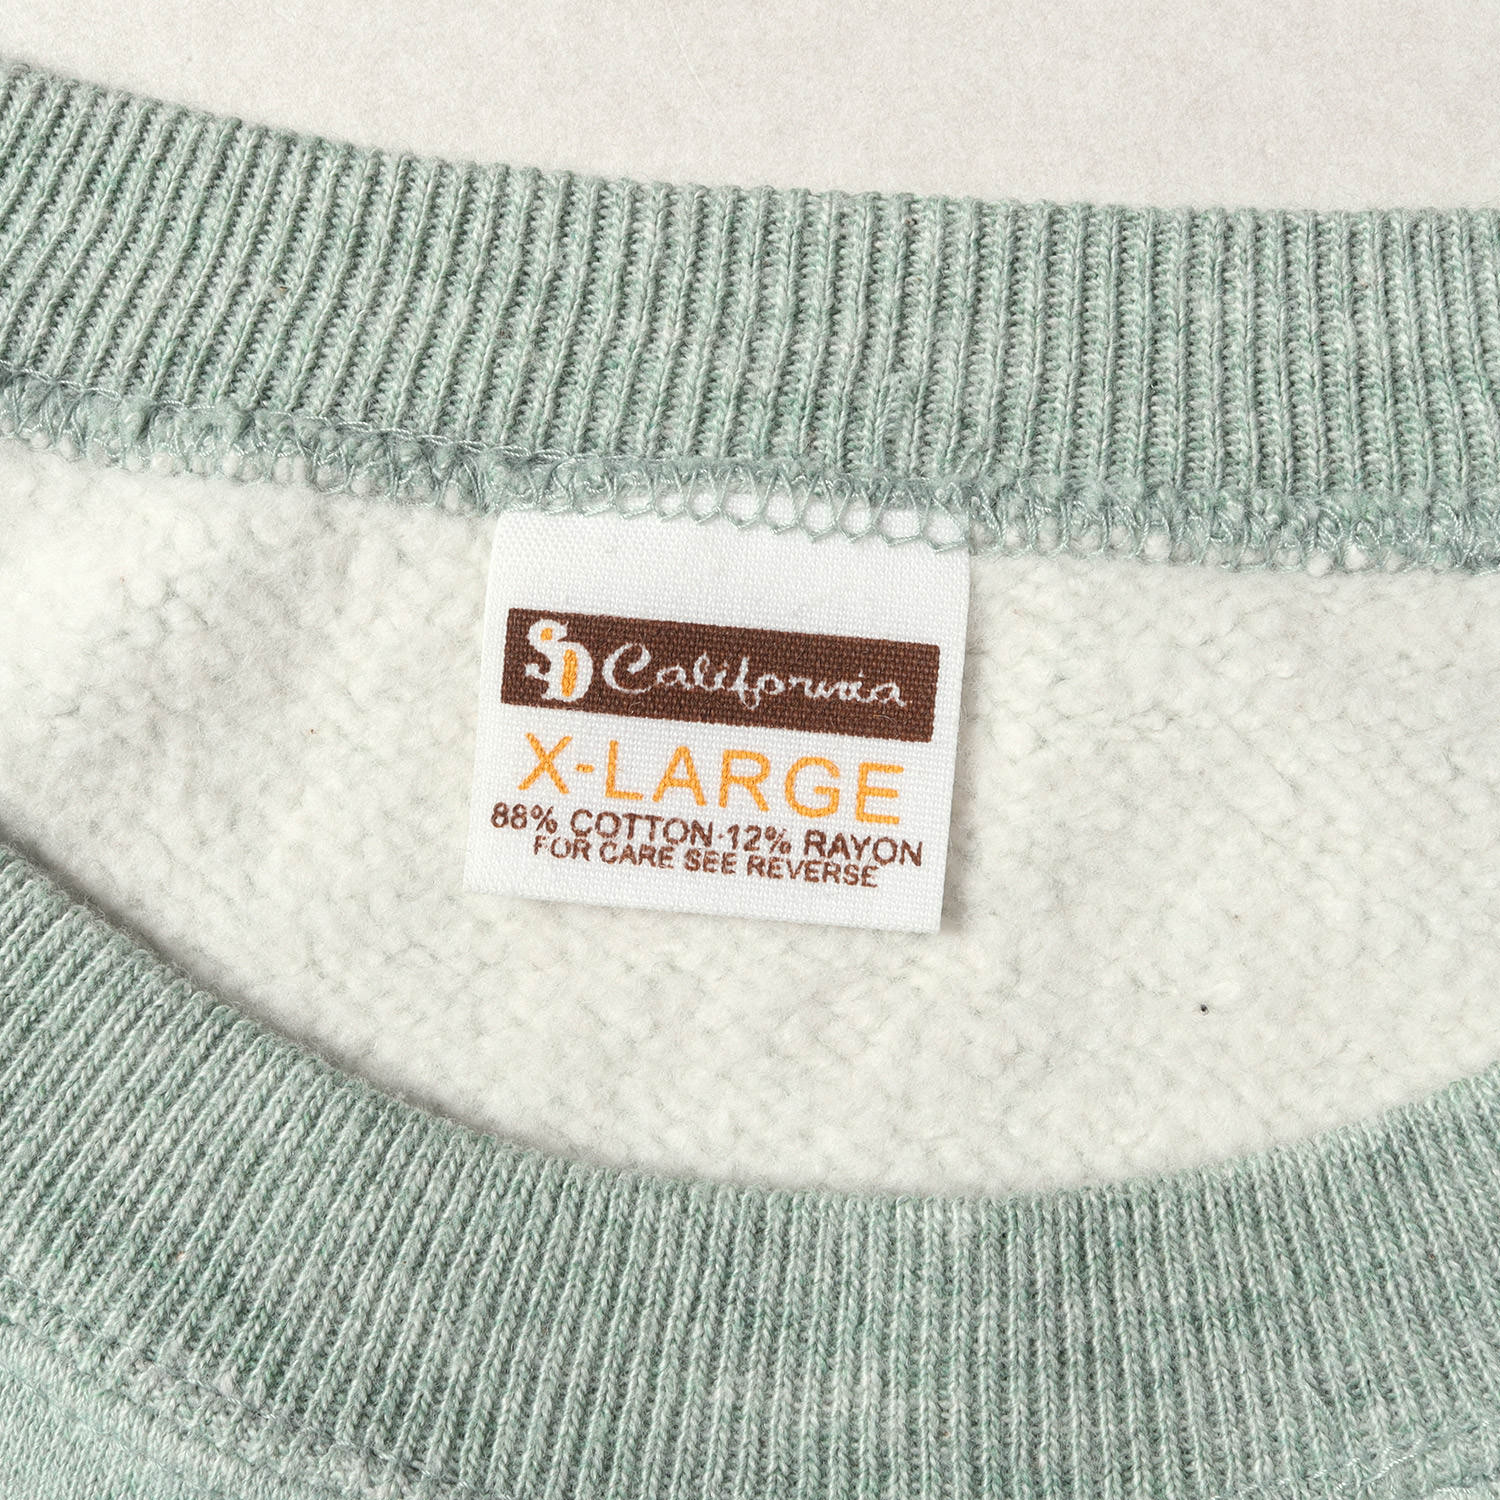 SD California
X-LARGE
88% COTTON·12% RAYON
FOR CARE SEE REVERSE